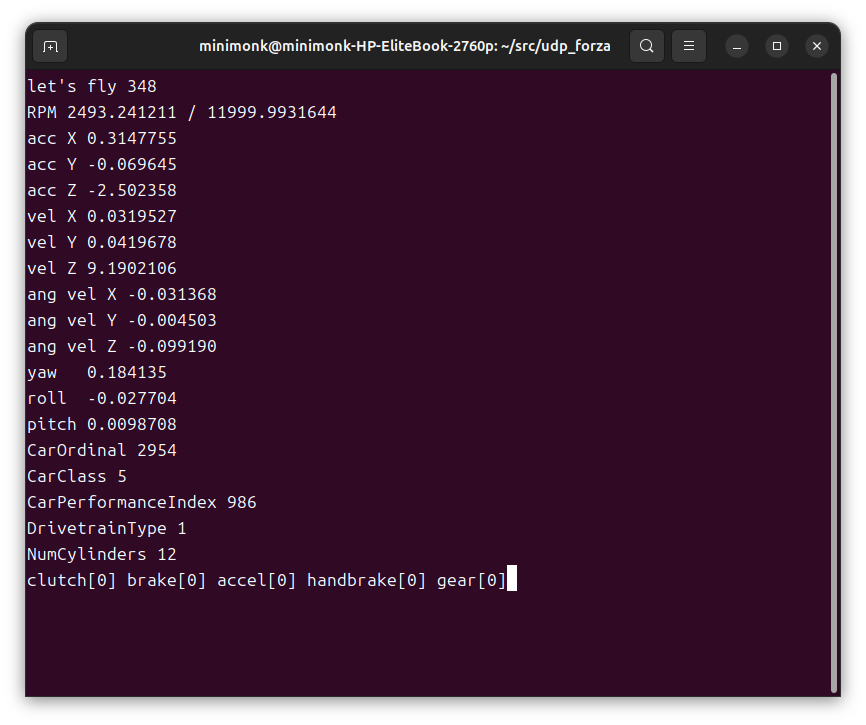 minimonk@minimonk-HP-EliteBook-2760p: ~/src/udp_forza
let's fly 348
RPM 2493.241211 / 11999.9931644
acc X 0.3147755
acc Y -0.069645
acc Z -2.502358
vel X 0.0319527
vel Y 0.0419678
vel Z 9.1902106
ang vel X -0.031368
ang vel Y -0.004503
ang vel Z -0.099190
yaw   0.184135
roll  -0.027704
pitch 0.0098708
CarOrdinal 2954
CarClass 5
CarPerformanceIndex 986
DrivetrainType 1
NumCylinders 12
clutch[0] brake[0] accel[0] handbrake[0] gear[0]